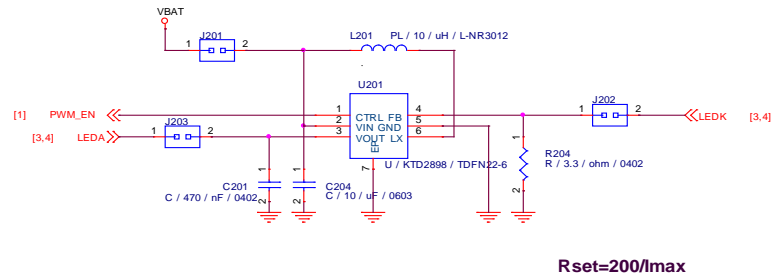 VBAT
J201
1 2
L201 PL / 10 / uH / L-NR3012
U201
J202
[1] PWM_EN
1 CTRL FB 4
1 2
LEDK [3,4]
J203
2 VIN GND 5
[3,4] LEDA
1 2
3 VOUT LX 6
EP
7
U / KTD2898 / TDFN22-6
1
R204
R / 3.3 / ohm / 0402
2
1
C201
C / 470 / nF / 0402
2
1
C204
C / 10 / uF / 0603
2
Rset=200/Imax